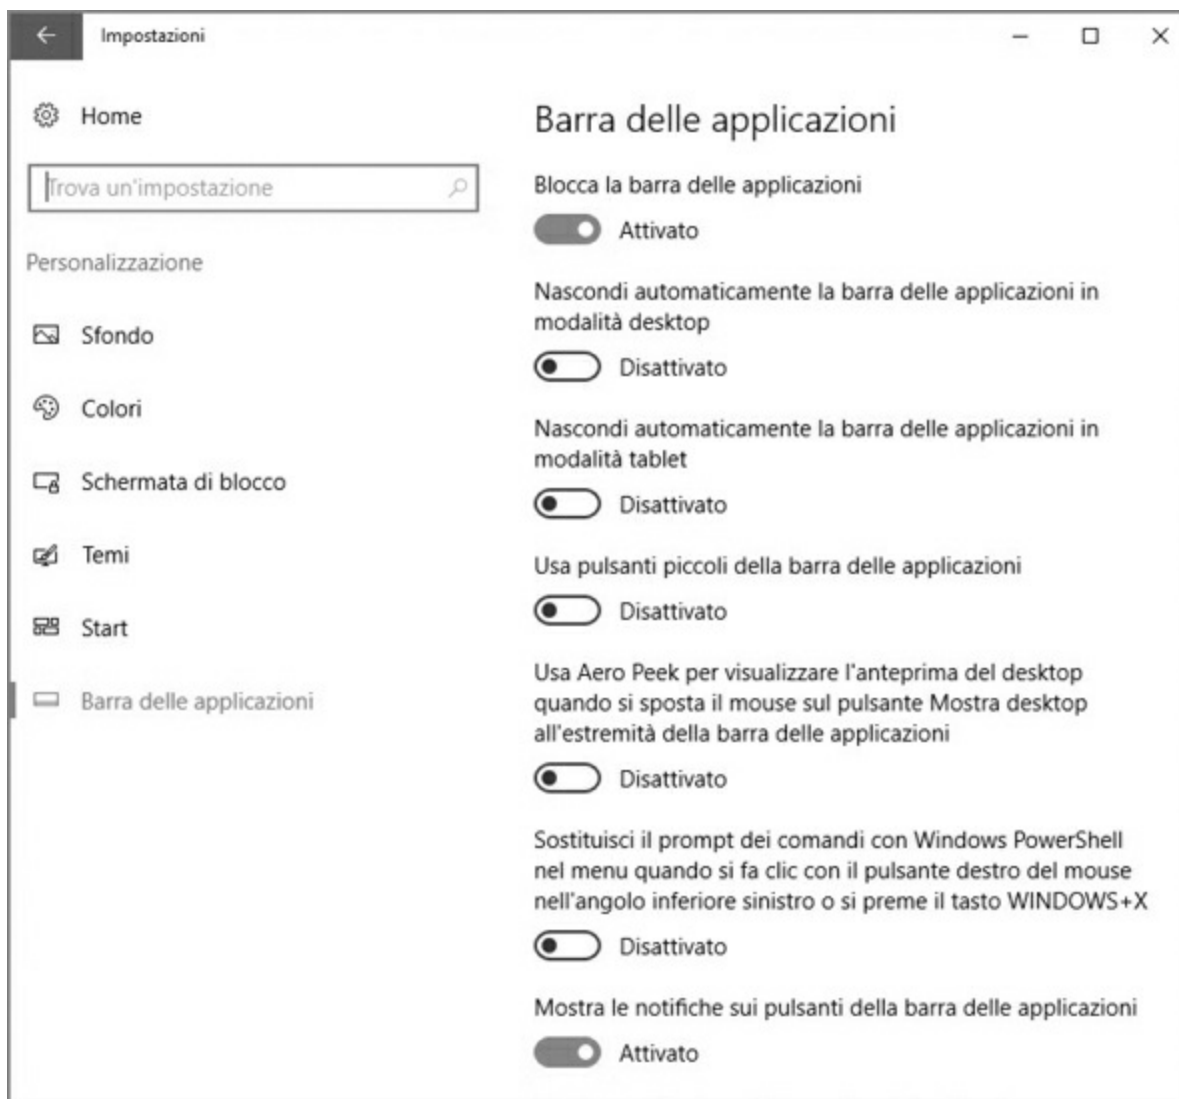 Impostazioni
Home
Trova un'impostazione
Personalizzazione
Sfondo
Colori
Schermata di blocco
Temi
Start
Barra delle applicazioni
Barra delle applicazioni
Blocca la barra delle applicazioni
Attivato
Nascondi automaticamente la barra delle applicazioni in
modalità desktop
Disattivato
Nascondi automaticamente la barra delle applicazioni in
modalità tablet
Disattivato
Usa pulsanti piccoli della barra delle applicazioni
Disattivato
Usa Aero Peek per visualizzare l'anteprima del desktop
quando si sposta il mouse sul pulsante Mostra desktop
all'estremità della barra delle applicazioni
Disattivato
Sostituisci il prompt dei comandi con Windows PowerShell
nel menu quando si fa clic con il pulsante destro del mouse
nell'angolo inferiore sinistro o si preme il tasto WINDOWS+X
Disattivato
Mostra le notifiche sui pulsanti della barra delle applicazioni
Attivato